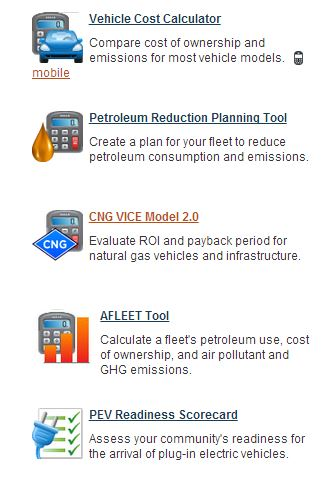 Vehicle Cost Calculator
Compare cost of ownership and
emissions for most vehicle models.
mobile
Petroleum Reduction Planning Tool
Create a plan for your fleet to reduce
petroleum consumption and emissions.
CNG VICE Model 2.0
CNG
Evaluate ROI and payback period for
natural gas vehicles and infrastructure.
AFLEET Tool
Calculate a fleet's petroleum use, cost
of ownership, and air pollutant and
GHG emissions.
PEV Readiness Scorecard
Assess your community's readiness for
the arrival of plug-in electric vehicles.